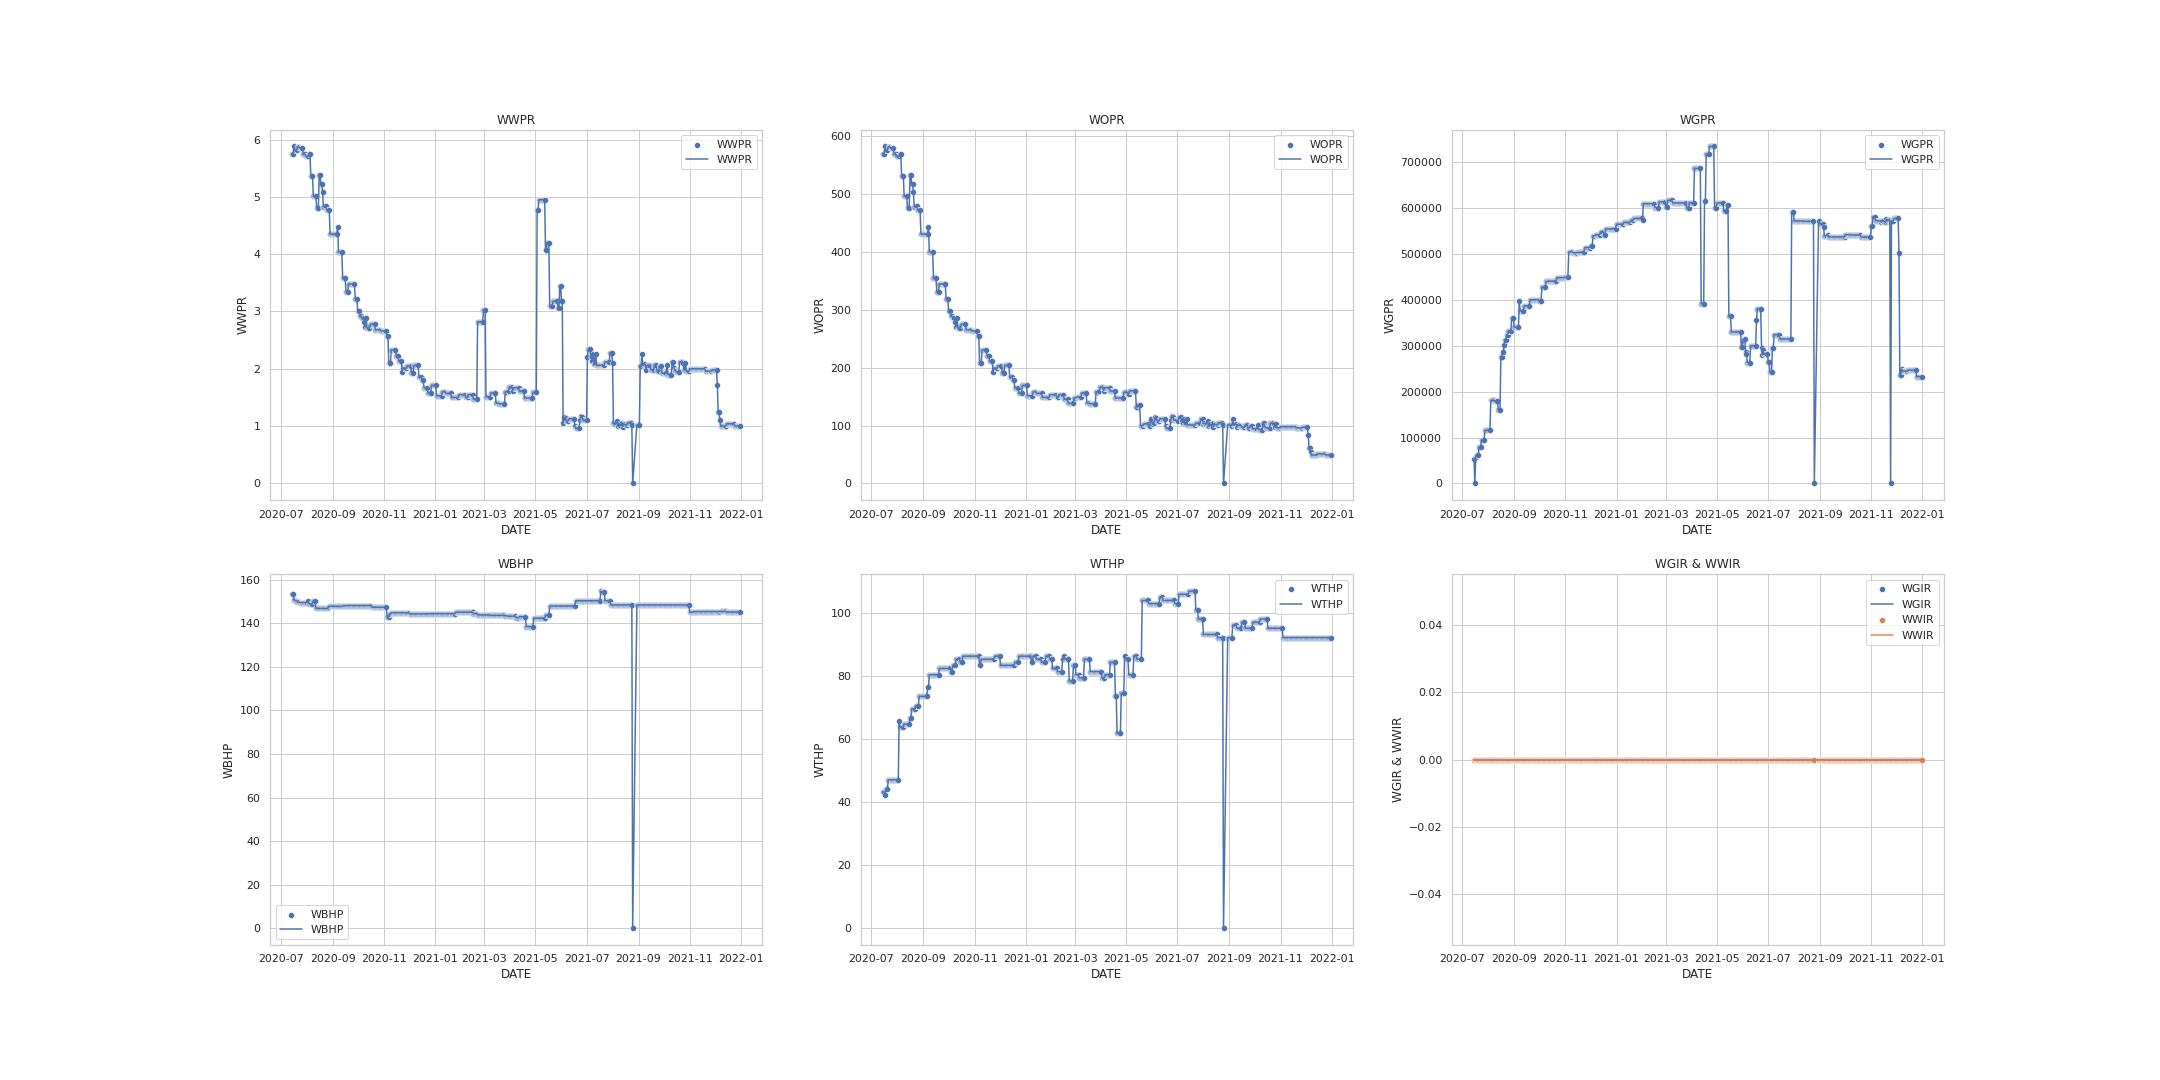 WWPR
WWPR
WWPR
6
5
4
3
2
1
0
WWPR
2020-07 2020-09 2020-11 2021-01 2021-03 2021-05 2021-07 2021-09 2021-11 2022-01
DATE
WOPR
WOPR
WOPR
600
500
400
300
200
100
0
WOPR
2020-07 2020-09 2020-11 2021-01 2021-03 2021-05 2021-07 2021-09 2021-11 2022-01
DATE
WGPR
WGPR
WGPR
700000
600000
500000
400000
300000
200000
100000
0
WGPR
2020-07 2020-09 2020-11 2021-01 2021-03 2021-05 2021-07 2021-09 2021-11 2022-01
DATE
WBHP
160
140
120
100
80
60
40
20
0
WBHP
WBHP
WBHP
2020-07 2020-09 2020-11 2021-01 2021-03 2021-05 2021-07 2021-09 2021-11 2022-01
DATE
WTHP
WTHP
WTHP
100
80
60
40
20
0
WTHP
2020-07 2020-09 2020-11 2021-01 2021-03 2021-05 2021-07 2021-09 2021-11 2022-01
DATE
WGIR & WWIR
WGIR
WGIR
WWIR
WWIR
0.04
0.02
0.00
−0.02
−0.04
WGIR & WWIR
2020-07 2020-09 2020-11 2021-01 2021-03 2021-05 2021-07 2021-09 2021-11 2022-01
DATE